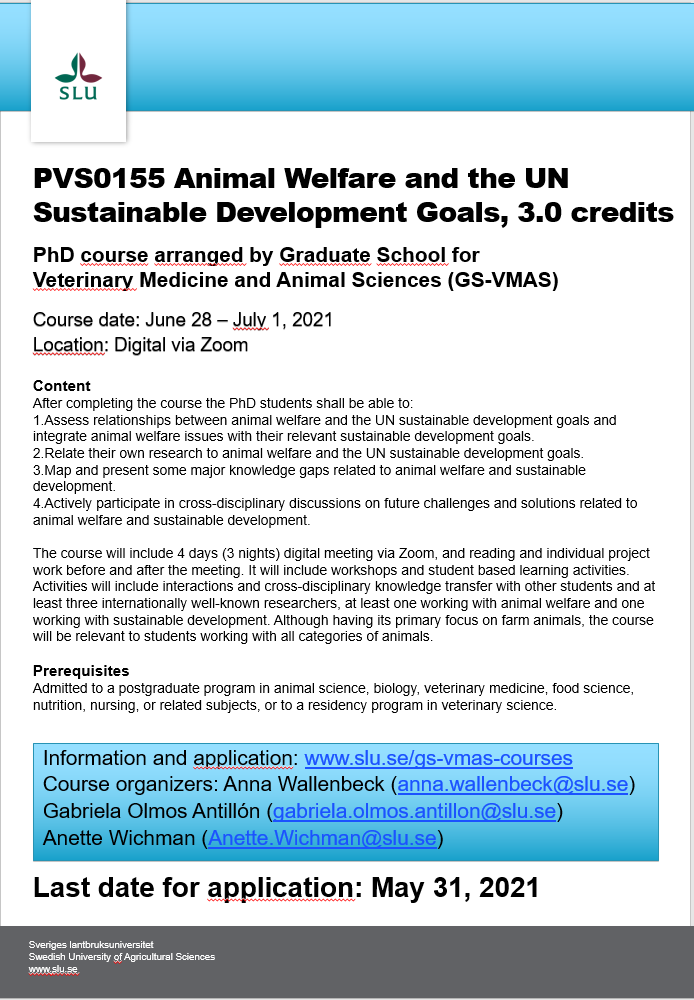 SLU
PVS0155 Animal Welfare and the UN
Sustainable Development Goals, 3.0 credits
PhD course arranged by Graduate School for
Veterinary Medicine and Animal Sciences (GS-VMAS)
Course date: June 28 – July 1, 2021
Location: Digital via Zoom
Content
After completing the course the PhD students shall be able to:
1.Assess relationships between animal welfare and the UN sustainable development goals and
integrate animal welfare issues with their relevant sustainable development goals.
2.Relate their own research to animal welfare and the UN sustainable development goals.
3.Map and present some major knowledge gaps related to animal welfare and sustainable
development.
4.Actively participate in cross-disciplinary discussions on future challenges and solutions related to
animal welfare and sustainable development.
The course will include 4 days (3 nights) digital meeting via Zoom, and reading and individual project
work before and after the meeting. It will include workshops and student based learning activities.
Activities will include interactions and cross-disciplinary knowledge transfer with other students and at
least three internationally well-known researchers, at least one working with animal welfare and one
working with sustainable development. Although having its primary focus on farm animals, the course
will be relevant to students working with all categories of animals.
Prerequisites
Admitted to a postgraduate program in animal science, biology, veterinary medicine, food science,
nutrition, nursing, or related subjects, or to a residency program in veterinary science.
Information and application: www.slu.se/gs-vmas-courses
Course organizers: Anna Wallenbeck (anna.wallenbeck@slu.se)
Gabriela Olmos Antillón (gabriela.olmos.antillon@slu.se)
Anette Wichman (Anette.Wichman@slu.se)
Last date for application: May 31, 2021
Sveriges lantbruksuniversitet
Swedish University of Agricultural Sciences
www.slu.se